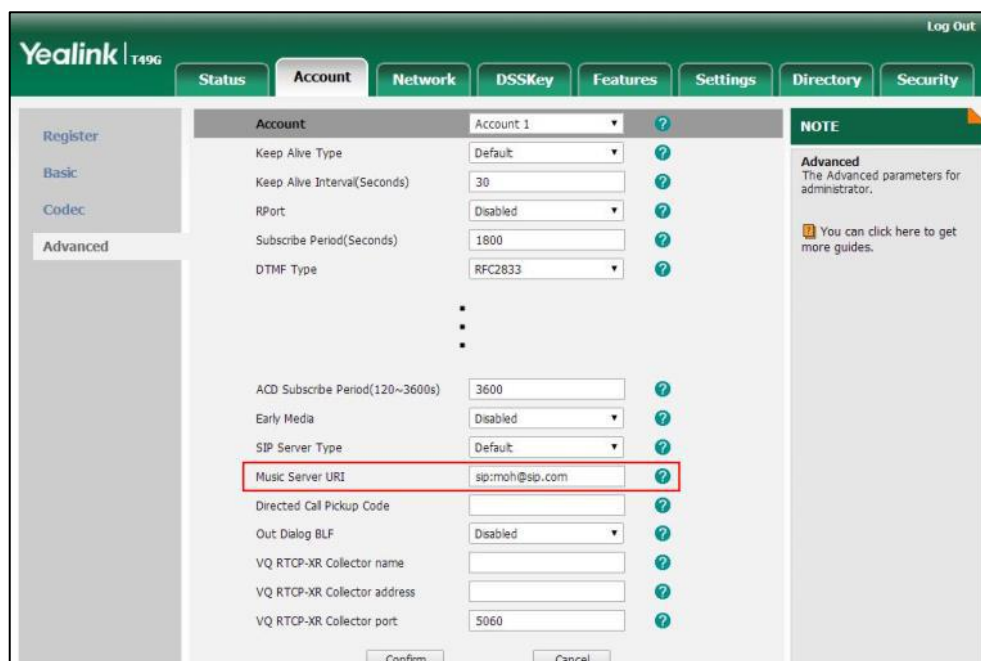 Log Out
Yealink | T49G
Status Account Network DSSKey Features Settings Directory Security
Register
Basic
Codec
Advanced
Account Account 1 ?
Keep Alive Type Default ?
Keep Alive Interval(Seconds) 30 ?
RPort Disabled ?
Subscribe Period(Seconds) 1800 ?
DTMF Type RFC2833 ?
ACD Subscribe Period(120~3600s) 3600 ?
Early Media Disabled ?
SIP Server Type Default ?
Music Server URI sip:moh@sip.com ?
Directed Call Pickup Code ?
Out Dialog BLF Disabled ?
VQ RTCP-XR Collector name ?
VQ RTCP-XR Collector address ?
VQ RTCP-XR Collector port 5060 ?
Confirm Cancel
NOTE
Advanced
The Advanced parameters for
administrator.
? You can click here to get
more guides.